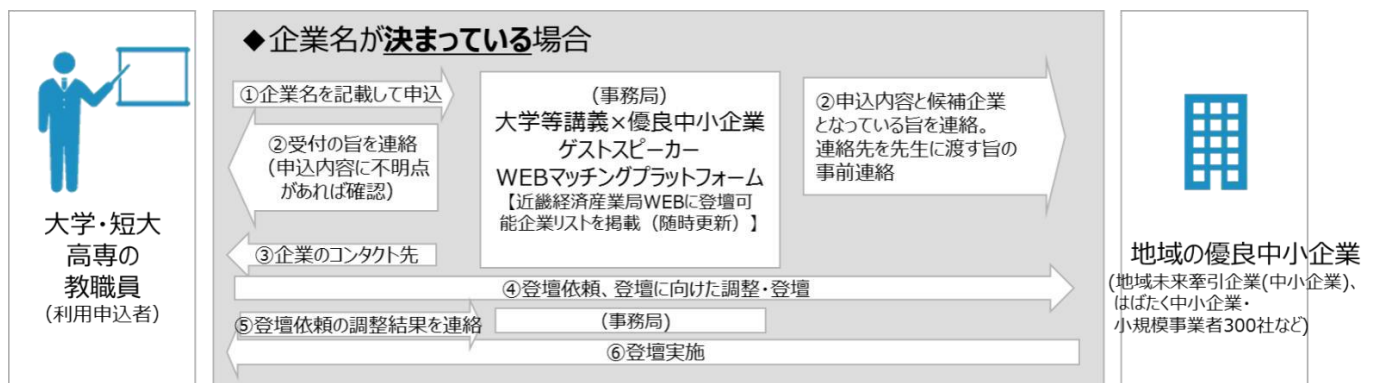 ◆企業名が決まっている場合
大学・短大
高専の
教職員
(利用申込者)
①企業名を記載して申込
②受付の旨を連絡
(申込内容に不明点
があれば確認)
③企業のコンタクト先
(事務局)
大学等講義×優良中小企業
ゲストスピーカー
WEBマッチングプラットフォーム
【近畿経済産業局WEBに登壇可
能企業リストを掲載（随時更新）】
②申込内容と候補企業
となっている旨を連絡。
連絡先を先生に渡す旨の
事前連絡
④登壇依頼、登壇に向けた調整・登壇
⑤登壇依頼の調整結果を連絡
(事務局)
⑥登壇実施
地域の優良中小企業
(地域未来牽引企業(中小企業)、
はばたく中小企業・
小規模事業者300社など)